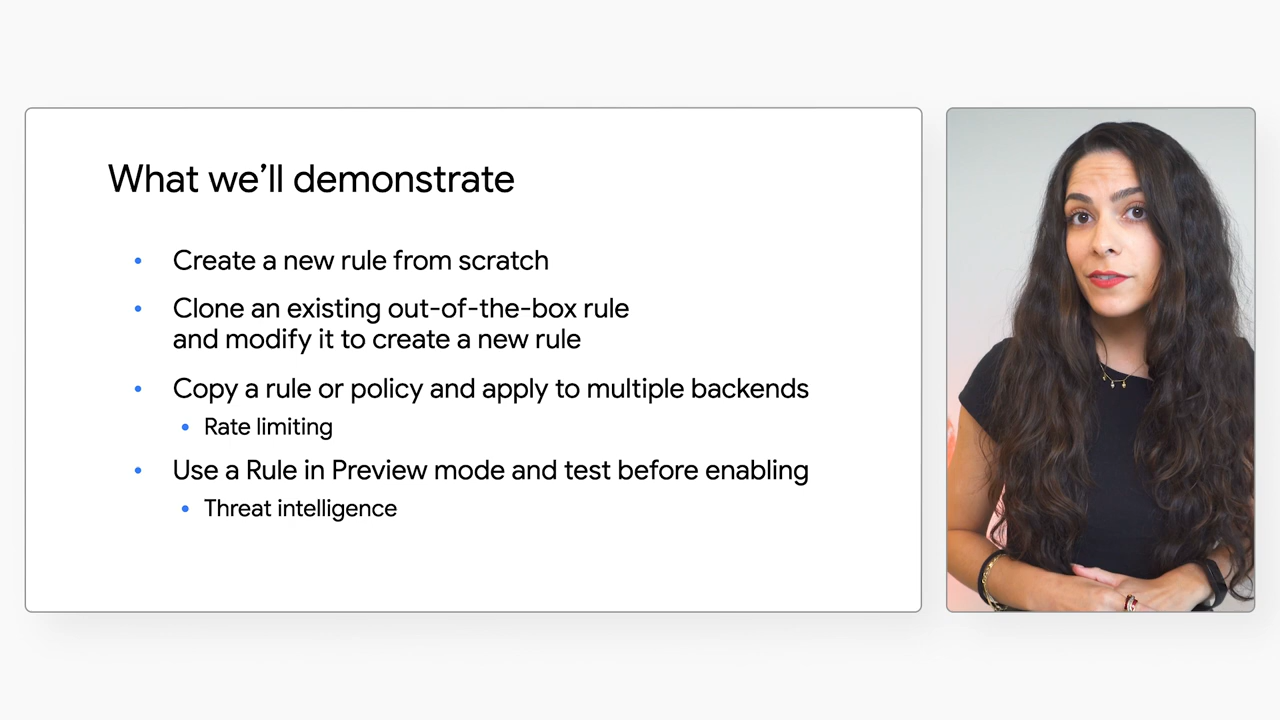 What we’ll demonstrate
Create a new rule from scratch
Clone an existing out-of-the-box rule
and modify it to create a new rule
Copy a rule or policy and apply to multiple backends
Rate limiting
Use a Rule in Preview mode and test before enabling
Threat intelligence